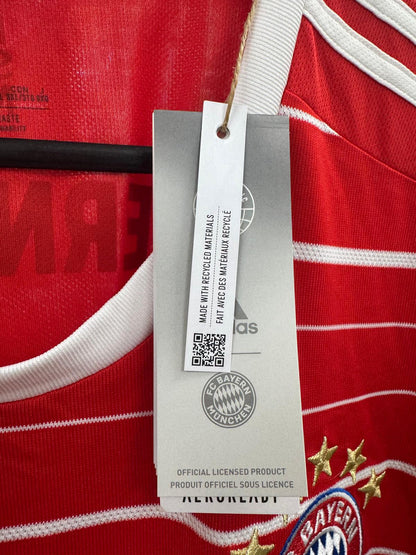 MADE WITH RECYCLED MATERIALS
FAIT AVEC DES MATÉRIAUX RECYCLÉ
adidas
FC BAYERN
MÜNCHEN
OFFICIAL LICENSED PRODUCT
PRODUIT OFFICIEL SOUS LICENCE
AEROREADY
BAYERN
ERN